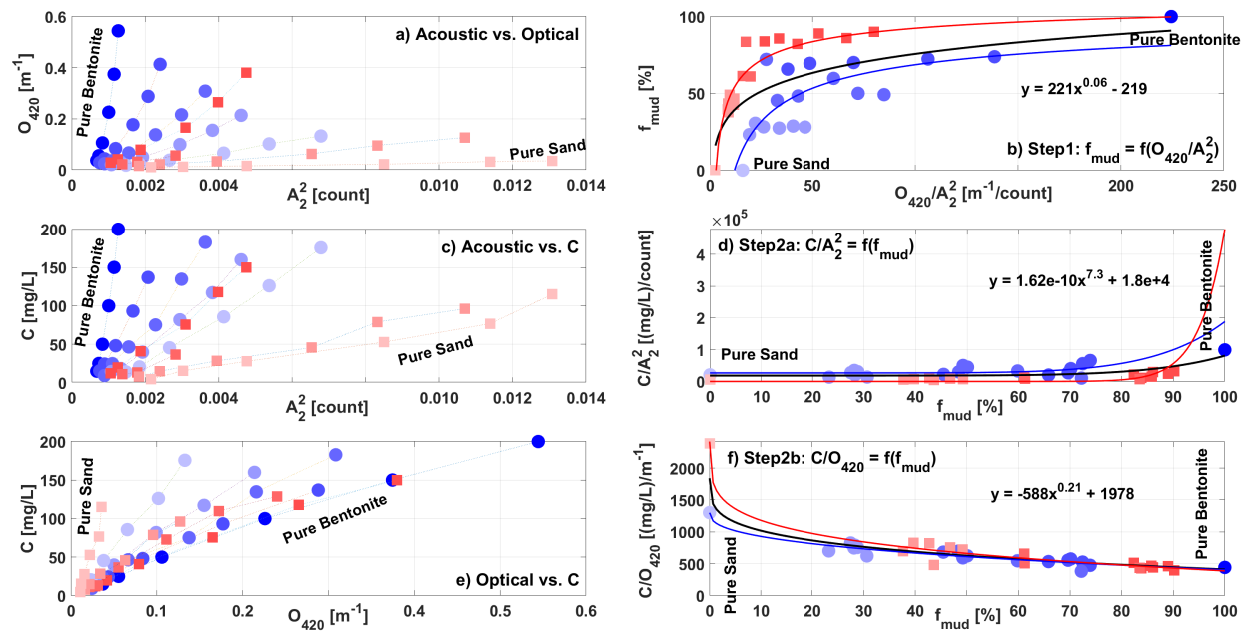 a) Acoustic vs. Optical
Pure Bentonite
Pure Sand
O420 [m-1]
0.6
0.4
0.2
0
0 0.002 0.004 0.006 0.008 0.010 0.012 0.014
A22 [count]
100
50
0
fmud [%]
Pure Bentonite
y = 221x0.06 - 219
Pure Sand
b) Step1: fmud = f(O420/A22)
0 50 200 250
O420/A22 [m-1/count]
200
150
100
50
0
C [mg/L]
c) Acoustic vs. C
Pure Bentonite
Pure Sand
0 0.002 0.004 0.006 0.008 0.010 0.012 0.014
A22 [count]
×105
4
3
2
1
0
C/A22 [(mg/L)/count]
d) Step2a: C/A22 = f(fmud)
y = 1.62e-10x7.3 + 1.8e+4
Pure Sand
Pure Bentonite
0 10 20 30 40 50 60 70 80 90 100
fmud [%]
200
150
100
50
0
C [mg/L]
Pure Sand
Pure Bentonite
e) Optical vs. C
0 0.1 0.2 0.3 0.4 0.5 0.6
O420 [m-1]
2000
1500
1000
500
0
C/O420 [(mg/L)/m-1]
f) Step2b: C/O420 = f(fmud)
y = -588x0.21 + 1978
Pure Sand
Pure Bentonite
0 10 20 30 40 50 60 70 80 90 100
fmud [%]